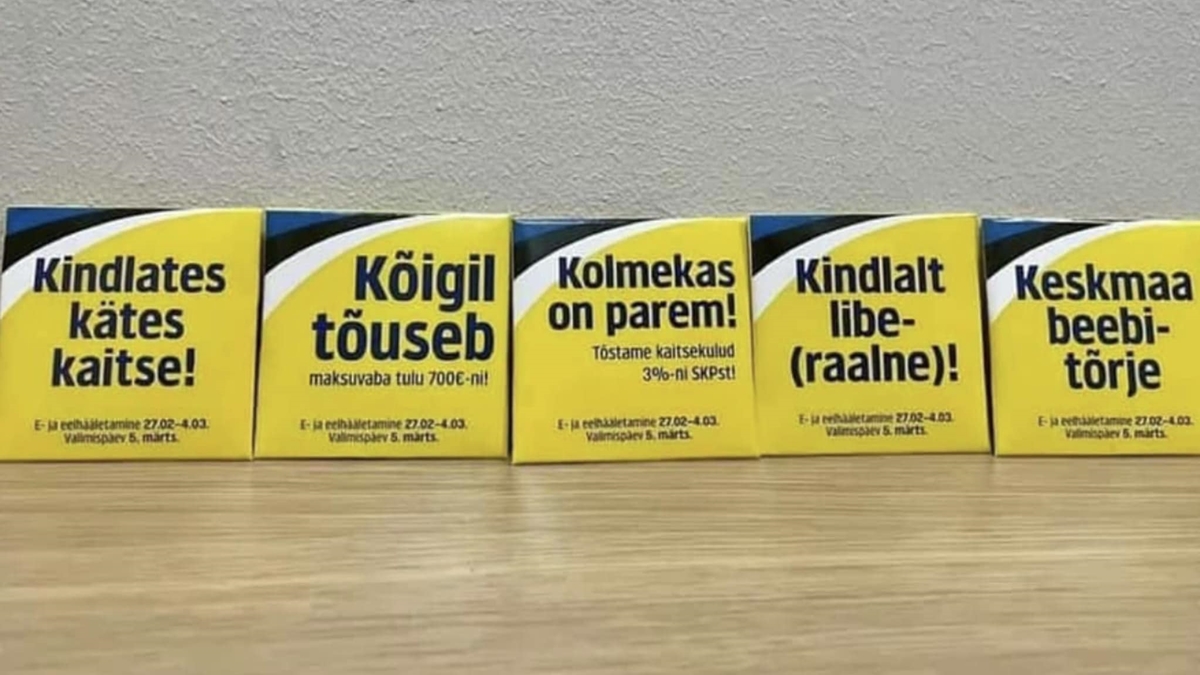 Kindlates
kätes
kaitse!
E- ja eelhääletamine 27.02–4.03.
Valimispäev 5. märts.
Kõigil
tõuseb
maksuvaba tulu 700€-ni!
E- ja eelhääletamine 27.02–4.03.
Valimispäev 5. märts.
Kolmekas
on parem!
Tõstame kaitsekulud
3%-ni SKPst!
E- ja eelhääletamine 27.02–4.03.
Valimispäev 5. märts.
Kindlalt
libe-
(raalne)!
E- ja eelhääletamine 27.02–4.03.
Valimispäev 5. märts.
Keskmaa
beebi-
tõrje
E- ja eelhääletamine 27.02–4.03.
Valimispäev 5. märts.